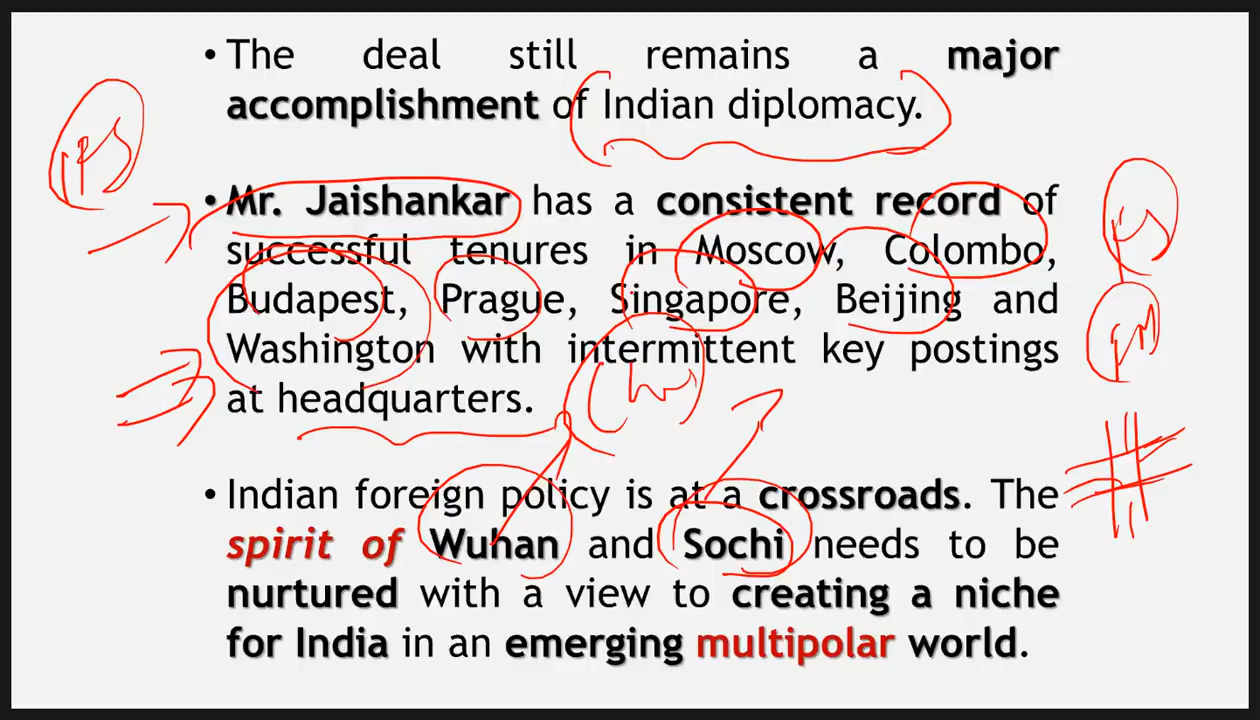 • The deal still remains a major
accomplishment of Indian diplomacy.
• Mr. Jaishankar has a consistent record of
successful tenures in Moscow, Colombo,
Budapest, Prague, Singapore, Beijing and
Washington with intermittent key postings
at headquarters.
• Indian foreign policy is at a crossroads. The
spirit of Wuhan and Sochi needs to be
nurtured with a view to creating a niche
for India in an emerging multipolar world.